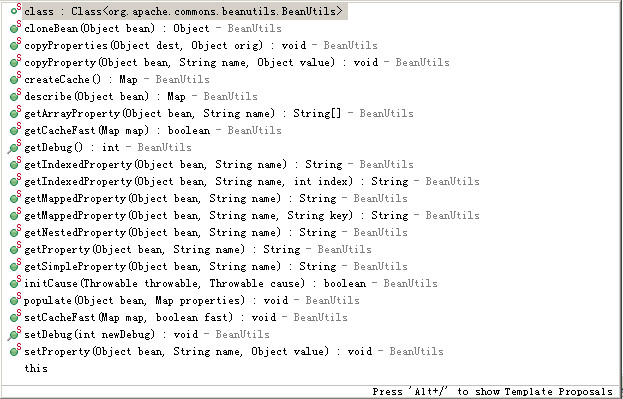 class : Class<org.apache.commons.beanutils.BeanUtils>
cloneBean(Object bean) : Object - BeanUtils
copyProperties(Object dest, Object orig) : void - BeanUtils
copyProperty(Object bean, String name, Object value) : void - BeanUtils
createCache() : Map - BeanUtils
describe(Object bean) : Map - BeanUtils
getArrayProperty(Object bean, String name) : String[] - BeanUtils
getCacheFast(Map map) : boolean - BeanUtils
getDebug() : int - BeanUtils
getIndexedProperty(Object bean, String name) : String - BeanUtils
getIndexedProperty(Object bean, String name, int index) : String - BeanUtils
getMappedProperty(Object bean, String name) : String - BeanUtils
getMappedProperty(Object bean, String name, String key) : String - BeanUtils
getNestedProperty(Object bean, String name) : String - BeanUtils
getProperty(Object bean, String name) : String - BeanUtils
getSimpleProperty(Object bean, String name) : String - BeanUtils
initCause(Throwable throwable, Throwable cause) : boolean - BeanUtils
populate(Object bean, Map properties) : void - BeanUtils
setCacheFast(Map map, boolean fast) : void - BeanUtils
setDebug(int newDebug) : void - BeanUtils
setProperty(Object bean, String name, Object value) : void - BeanUtils
this
Press 'Alt+/' to show Template Proposals